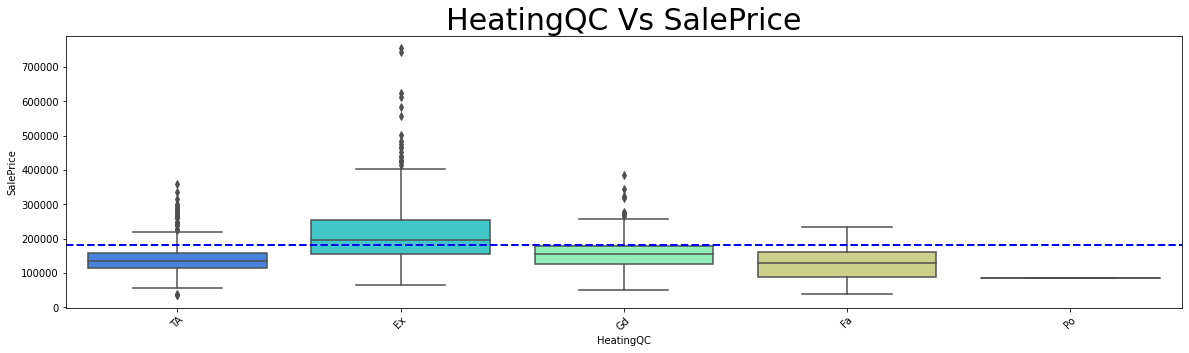 HeatingQC Vs SalePrice
SalePrice
700000
600000
500000
400000
300000
200000
100000
0
TA
Ex
Gd
Fa
Po
HeatingQC